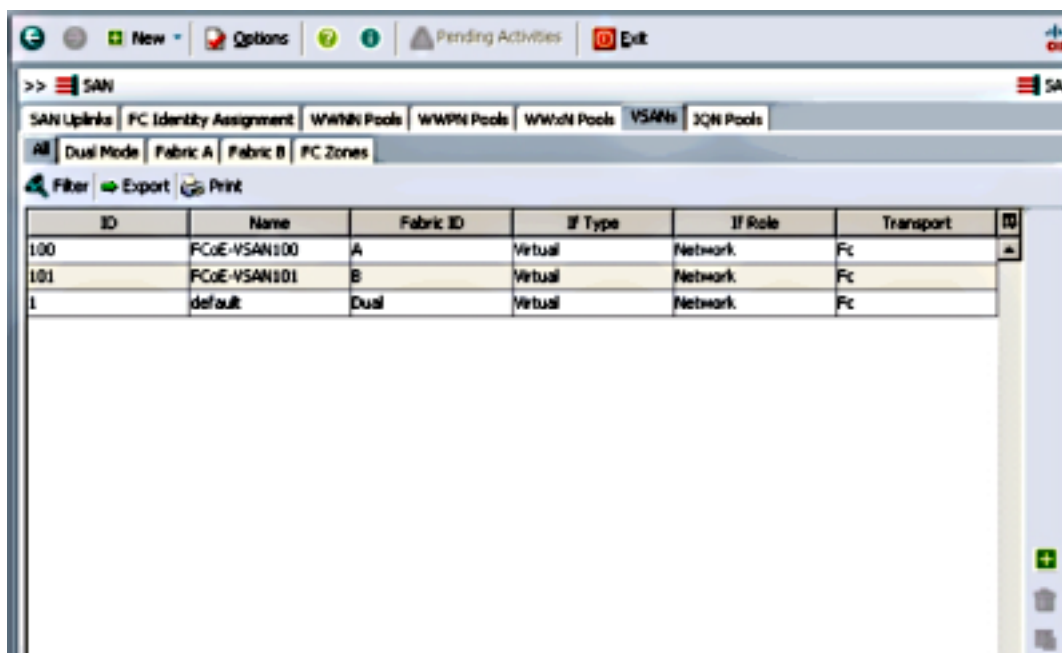 New Options Pending Activities Exit
>> SAN
SAN Uplinks FC Identity Assignment WWNN Pools WWPN Pools WWxN Pools VSANs IQN Pools
All Dual Mode Fabric A Fabric B FC Zones
Filter Export Print
ID Name Fabric ID If Type If Role Transport
100 FCoE-VSAN100 A Virtual Network Fc
101 FCoE-VSAN101 B Virtual Network Fc
1 default Dual Virtual Network Fc